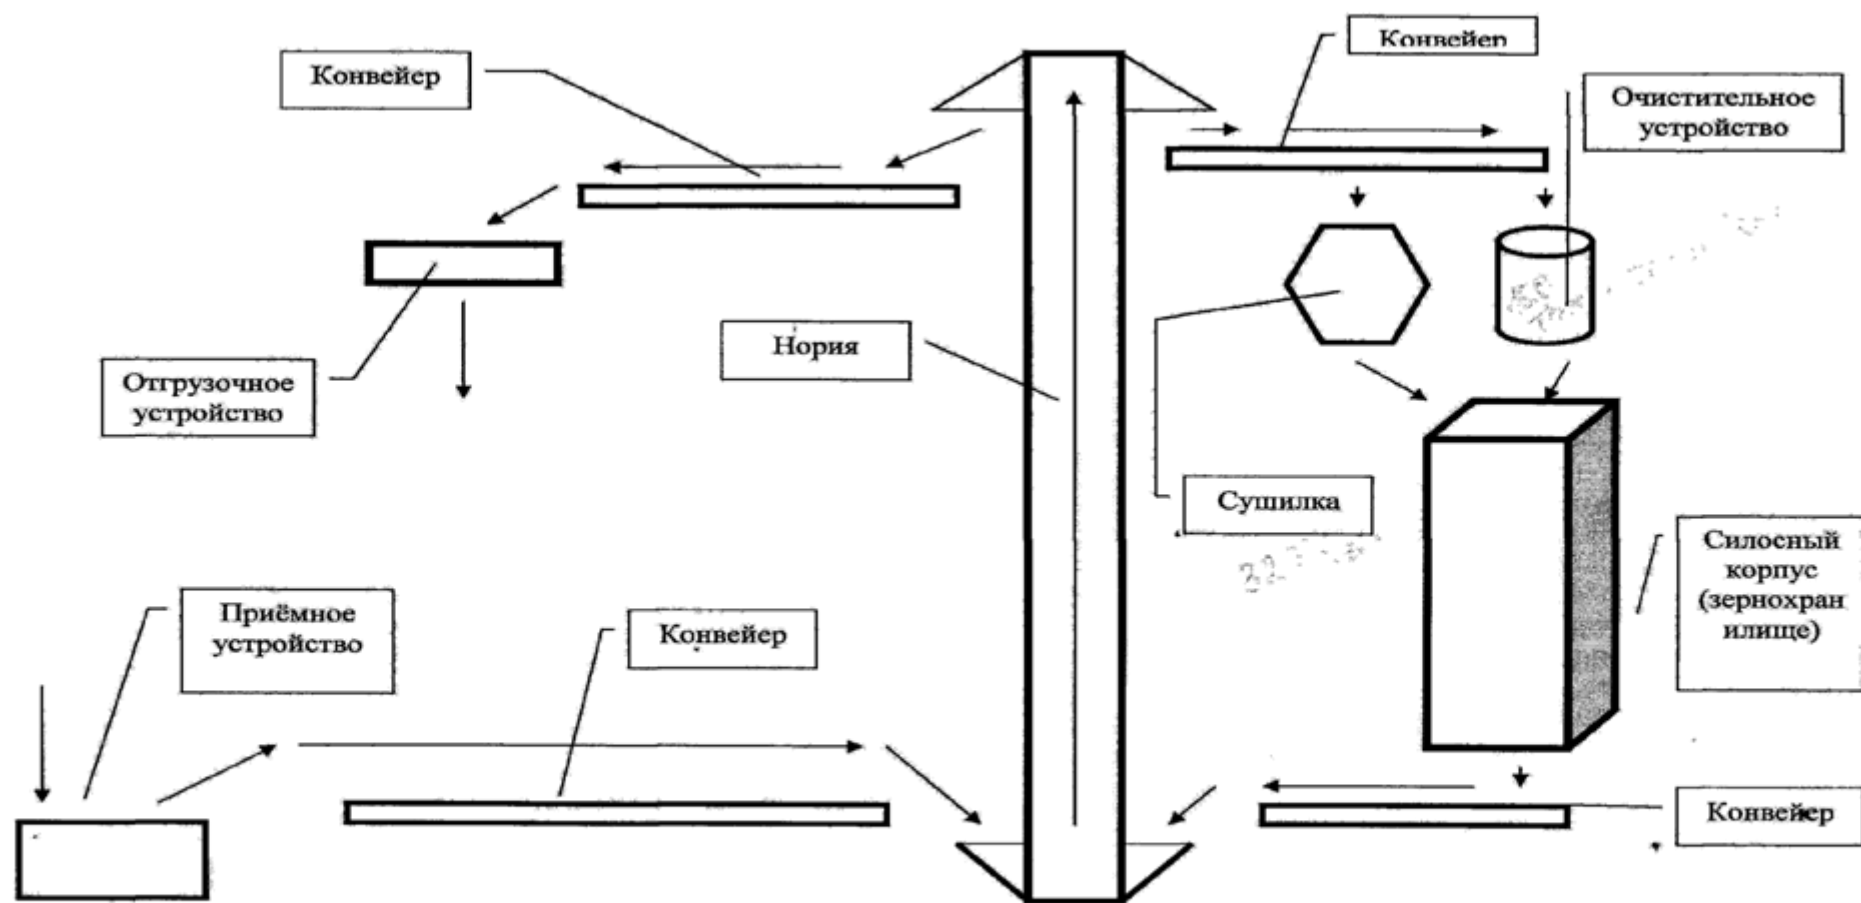 Конвейер
Конвейер
Очистительное
устройство
Нория
Отгрузочное
устройство
Сушилка
Силосный
корпус
(зернохран
илище)
Приёмное
устройство
Конвейер
Конвейер